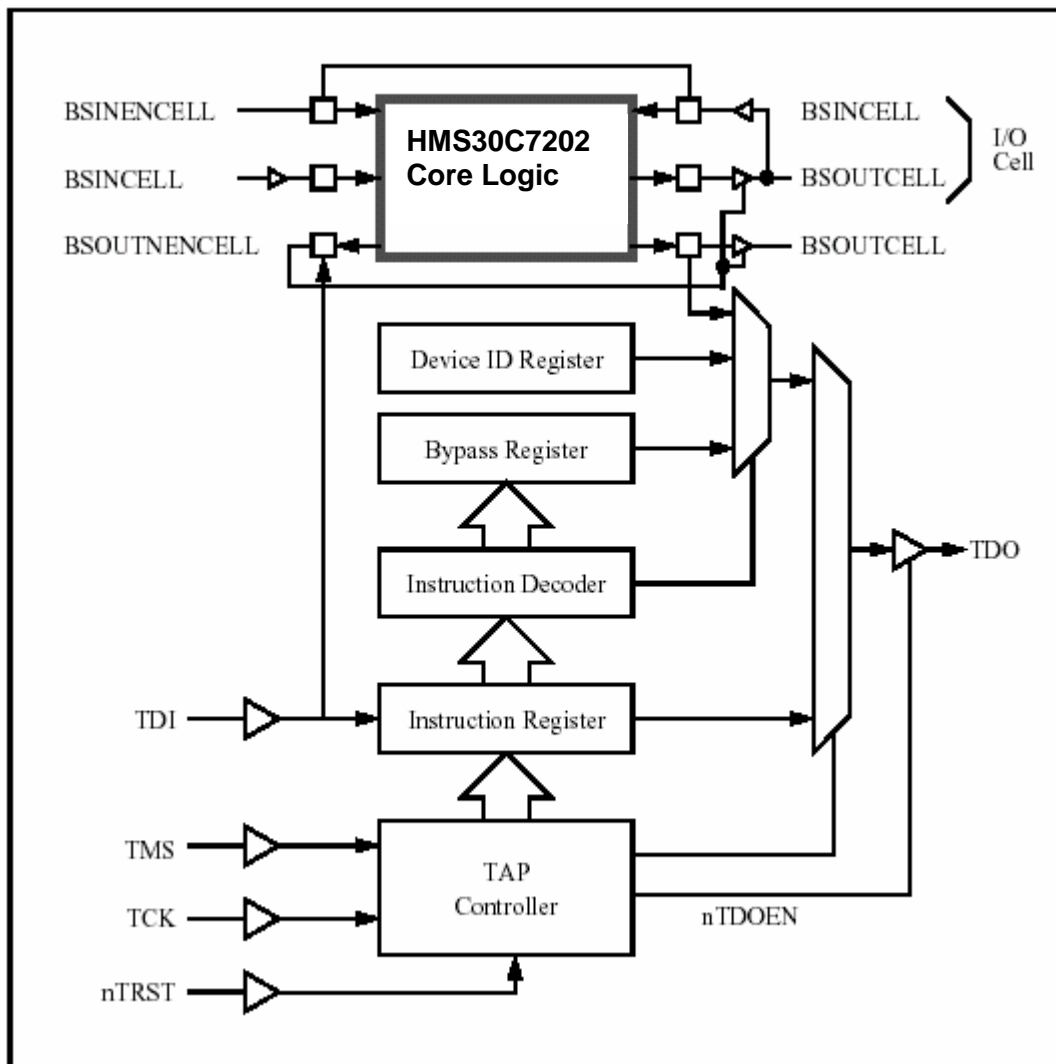 BSINENCELL
BSINCELL
BSOUTNENCELL
HMS30C7202
Core Logic
BSINCELL
BSOUTCELL
BSOUTCELL
I/O
Cell
Device ID Register
Bypass Register
Instruction Decoder
Instruction Register
TAP
Controller
TDI
TMS
TCK
nTRST
nTDOEN
TDO